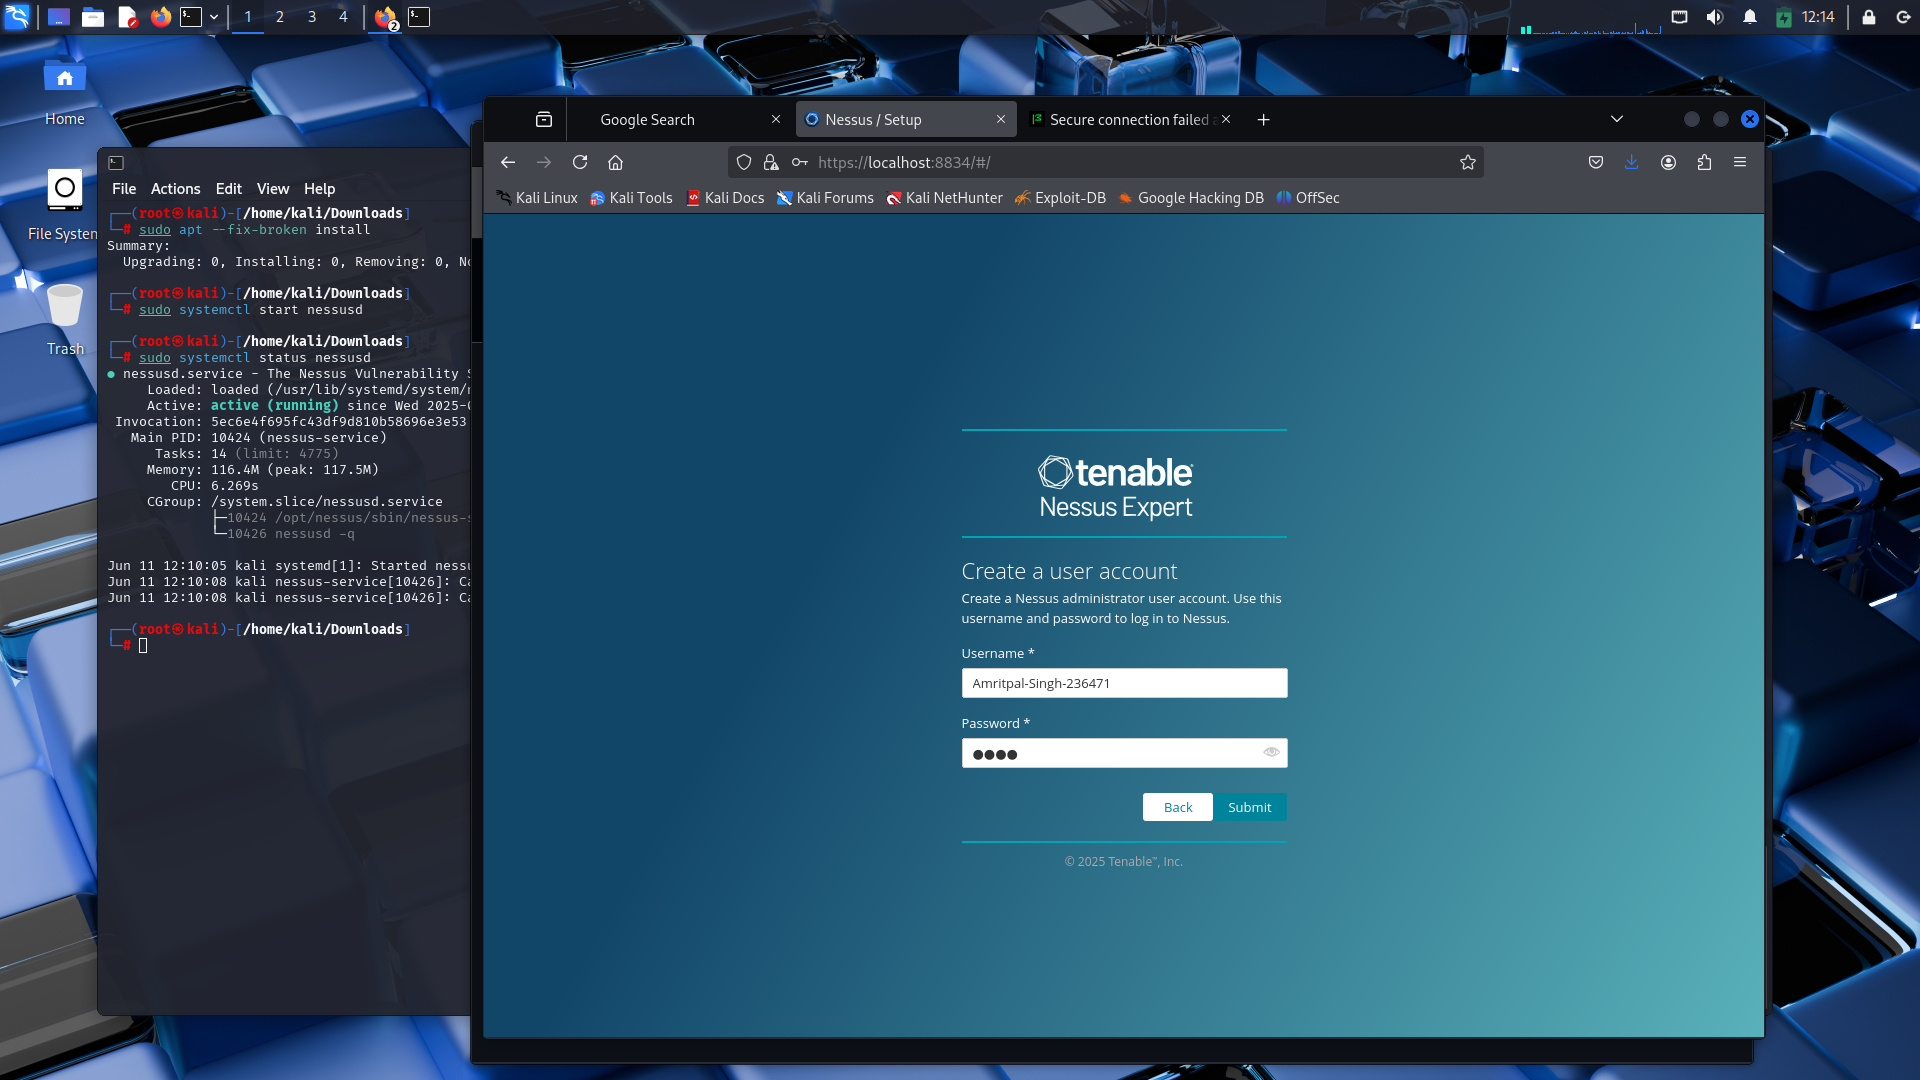 1 2 3 4
2
12:14
Home
File System
Trash
File Actions Edit View Help
┌──(root㉿kali)-[/home/kali/Downloads]
└─# sudo apt --fix-broken install
Summary:
Upgrading: 0, Installing: 0, Removing: 0, No
┌──(root㉿kali)-[/home/kali/Downloads]
└─# sudo systemctl start nessusd
┌──(root㉿kali)-[/home/kali/Downloads]
└─# sudo systemctl status nessusd
● nessusd.service - The Nessus Vulnerability S
Loaded: loaded (/usr/lib/systemd/system/n
Active: active (running) since Wed 2025-0
Invocation: 5ec6e4f695fc43df9d810b58696e3e53
Main PID: 10424 (nessus-service)
Tasks: 14 (limit: 4775)
Memory: 116.4M (peak: 117.5M)
CPU: 6.269s
CGroup: /system.slice/nessusd.service
├─10424 /opt/nessus/sbin/nessus-s
└─10426 nessusd -q
Jun 11 12:10:05 kali systemd[1]: Started nessu
Jun 11 12:10:08 kali nessus-service[10426]: Ca
Jun 11 12:10:08 kali nessus-service[10426]: Ca
┌──(root㉿kali)-[/home/kali/Downloads]
└─#
Google Search
Nessus / Setup
Secure connection failed a
https://localhost:8834/#/
Kali Linux
Kali Tools
Kali Docs
Kali Forums
Kali NetHunter
Exploit-DB
Google Hacking DB
OffSec
tenable
Nessus Expert
Create a user account
Create a Nessus administrator user account. Use this
username and password to log in to Nessus.
Username *
Amritpal-Singh-236471
Password *
●●●●
Back
Submit
© 2025 Tenable™, Inc.